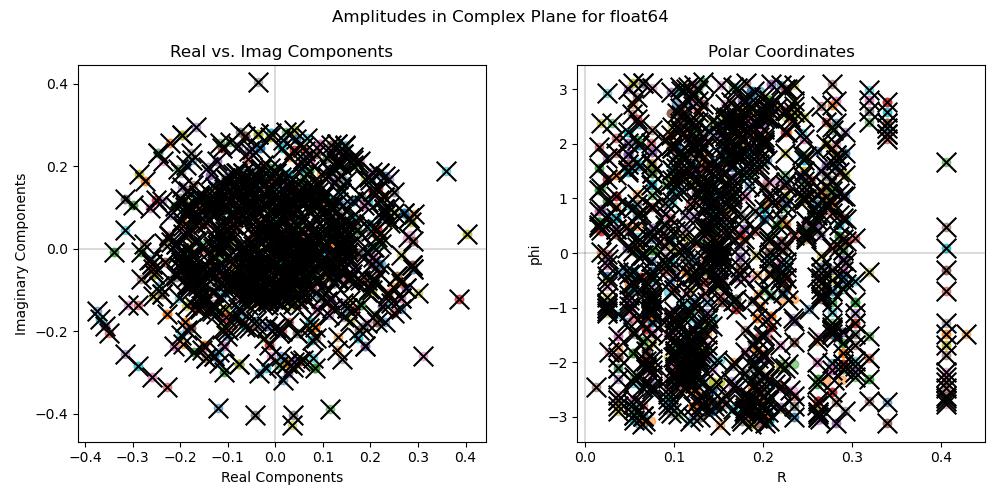 Amplitudes in Complex Plane for float64
Real vs. Imag Components
Polar Coordinates
Imaginary Components
0.4
0.2
0.0
−0.2
−0.4
−0.4 −0.3 −0.2 −0.1 0.0 0.1 0.2 0.3 0.4
Real Components
phi
3
2
1
0
−1
−2
−3
0.0 0.1 0.2 0.3 0.4
R